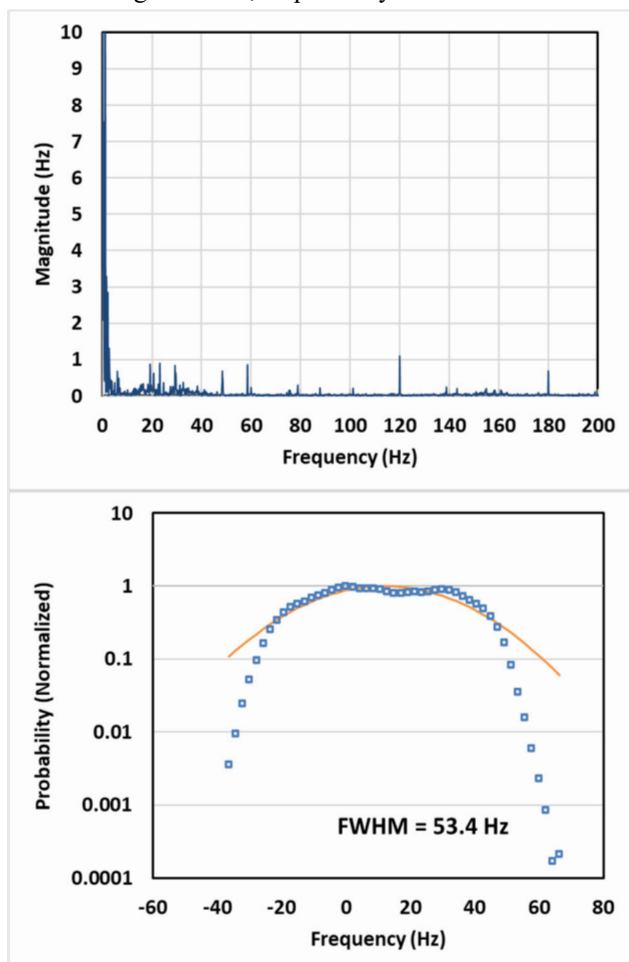 10
9
8
7
6
5
4
3
2
1
0
Magnitude (Hz)
0 20 40 60 80 100 120 140 160 180 200
Frequency (Hz)
10
1
0.1
0.01
0.001
0.0001
Probability (Normalized)
FWHM = 53.4 Hz
-60 -40 -20 0 20 40 60 80
Frequency (Hz)